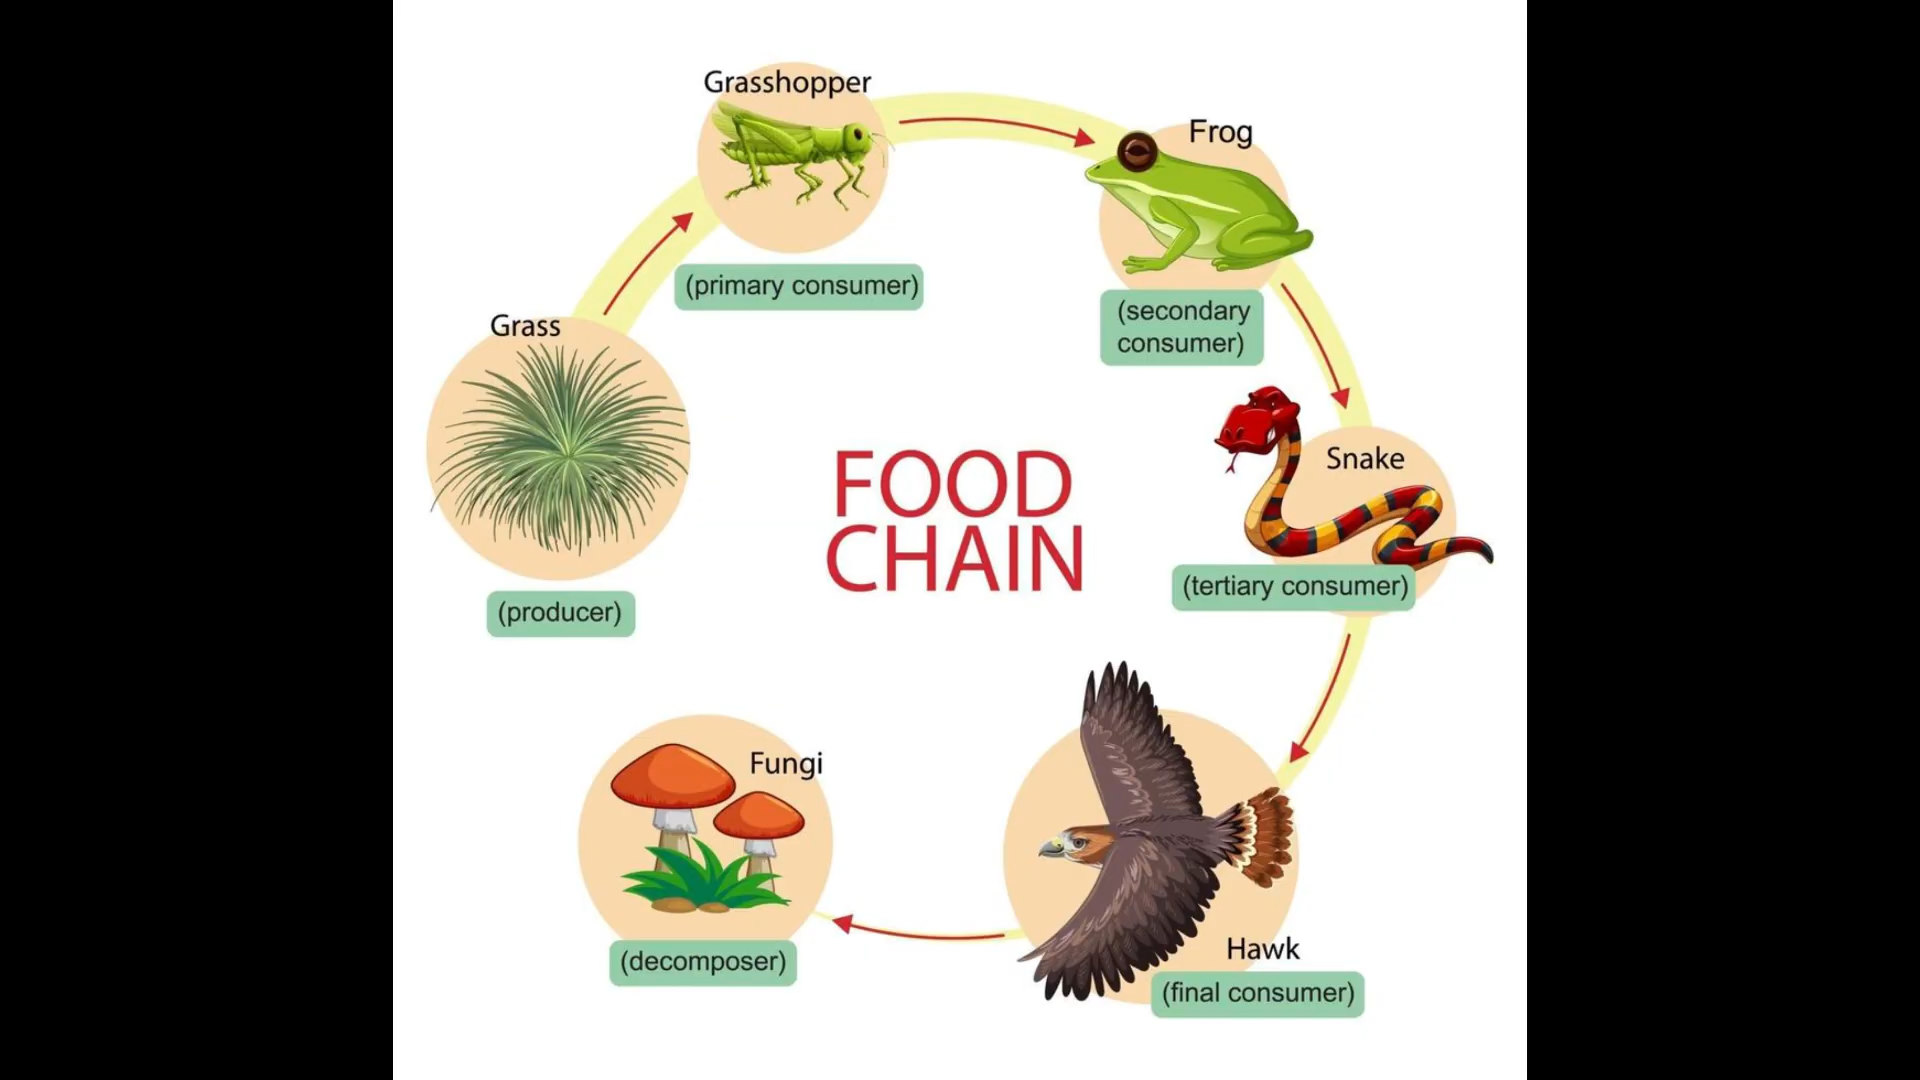 Grasshopper
Frog
(primary consumer)
(secondary
consumer)
Grass
Snake
FOOD
CHAIN
(tertiary consumer)
(producer)
Fungi
Hawk
(decomposer)
(final consumer)